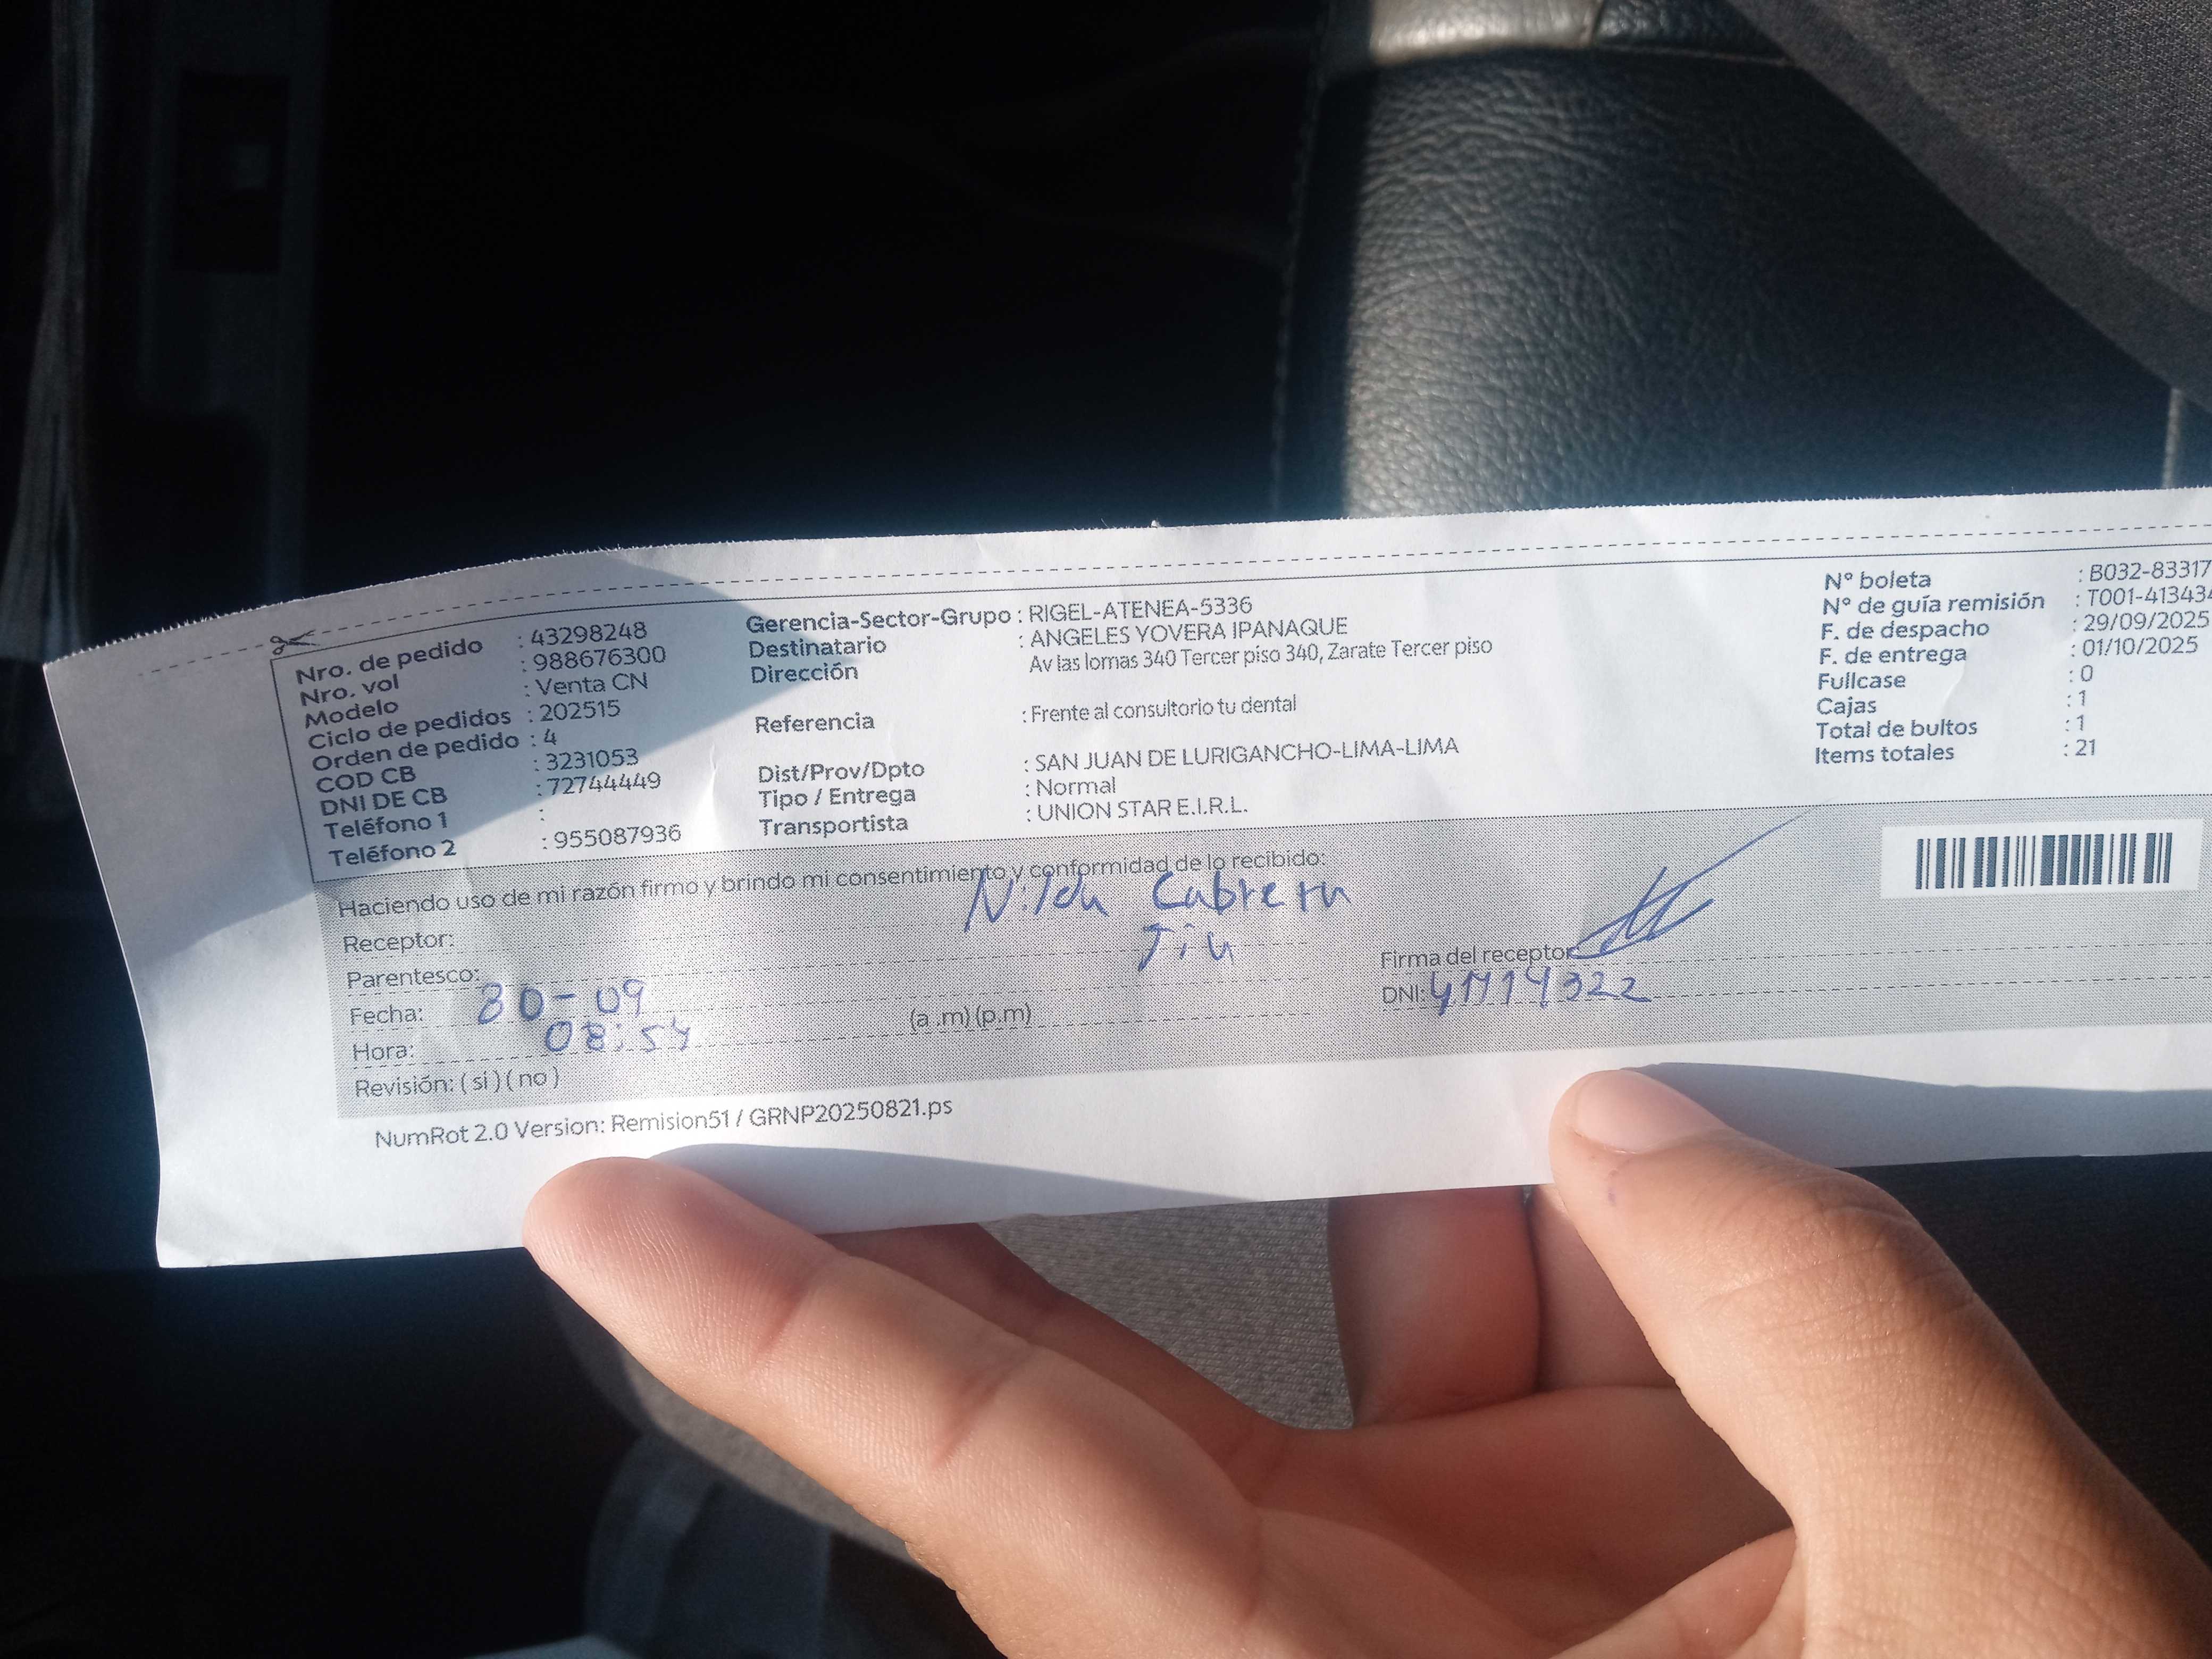 Nro. de pedido : 43298248
Nro. vol : 988676300
Modelo : Venta CN
Ciclo de pedidos : 202515
Orden de pedido : 4
COD CB : 3231053
DNI DE CB : 72744449
Teléfono 1 :
Teléfono 2 : 955087936
Gerencia-Sector-Grupo : RIGEL-ATENEA-5336
Destinatario : ANGELES YOVERA IPANAQUE
Dirección Av las lomas 340 Tercer piso 340, Zarate Tercer piso
Referencia : Frente al consultorio tu dental
Dist/Prov/Dpto : SAN JUAN DE LURIGANCHO-LIMA-LIMA
Tipo / Entrega : Normal
Transportista : UNION STAR E.I.R.L.
N° boleta : B032-83317
N° de guía remisión : T001-413434
F. de despacho : 29/09/2025
F. de entrega : 01/10/2025
Fullcase : 0
Cajas : 1
Total de bultos : 1
Items totales : 21
Haciendo uso de mi razón firmo y brindo mi consentimiento y conformidad de lo recibido:
Receptor: Nilda Cabrera
Parentesco: Tia
Fecha: 30-09
Hora: 08:54 (a .m) (p.m)
Revisión: ( si ) ( no )
Firma del receptor
DNI: 41714322
NumRot 2.0 Version: Remision51 / GRNP20250821.ps